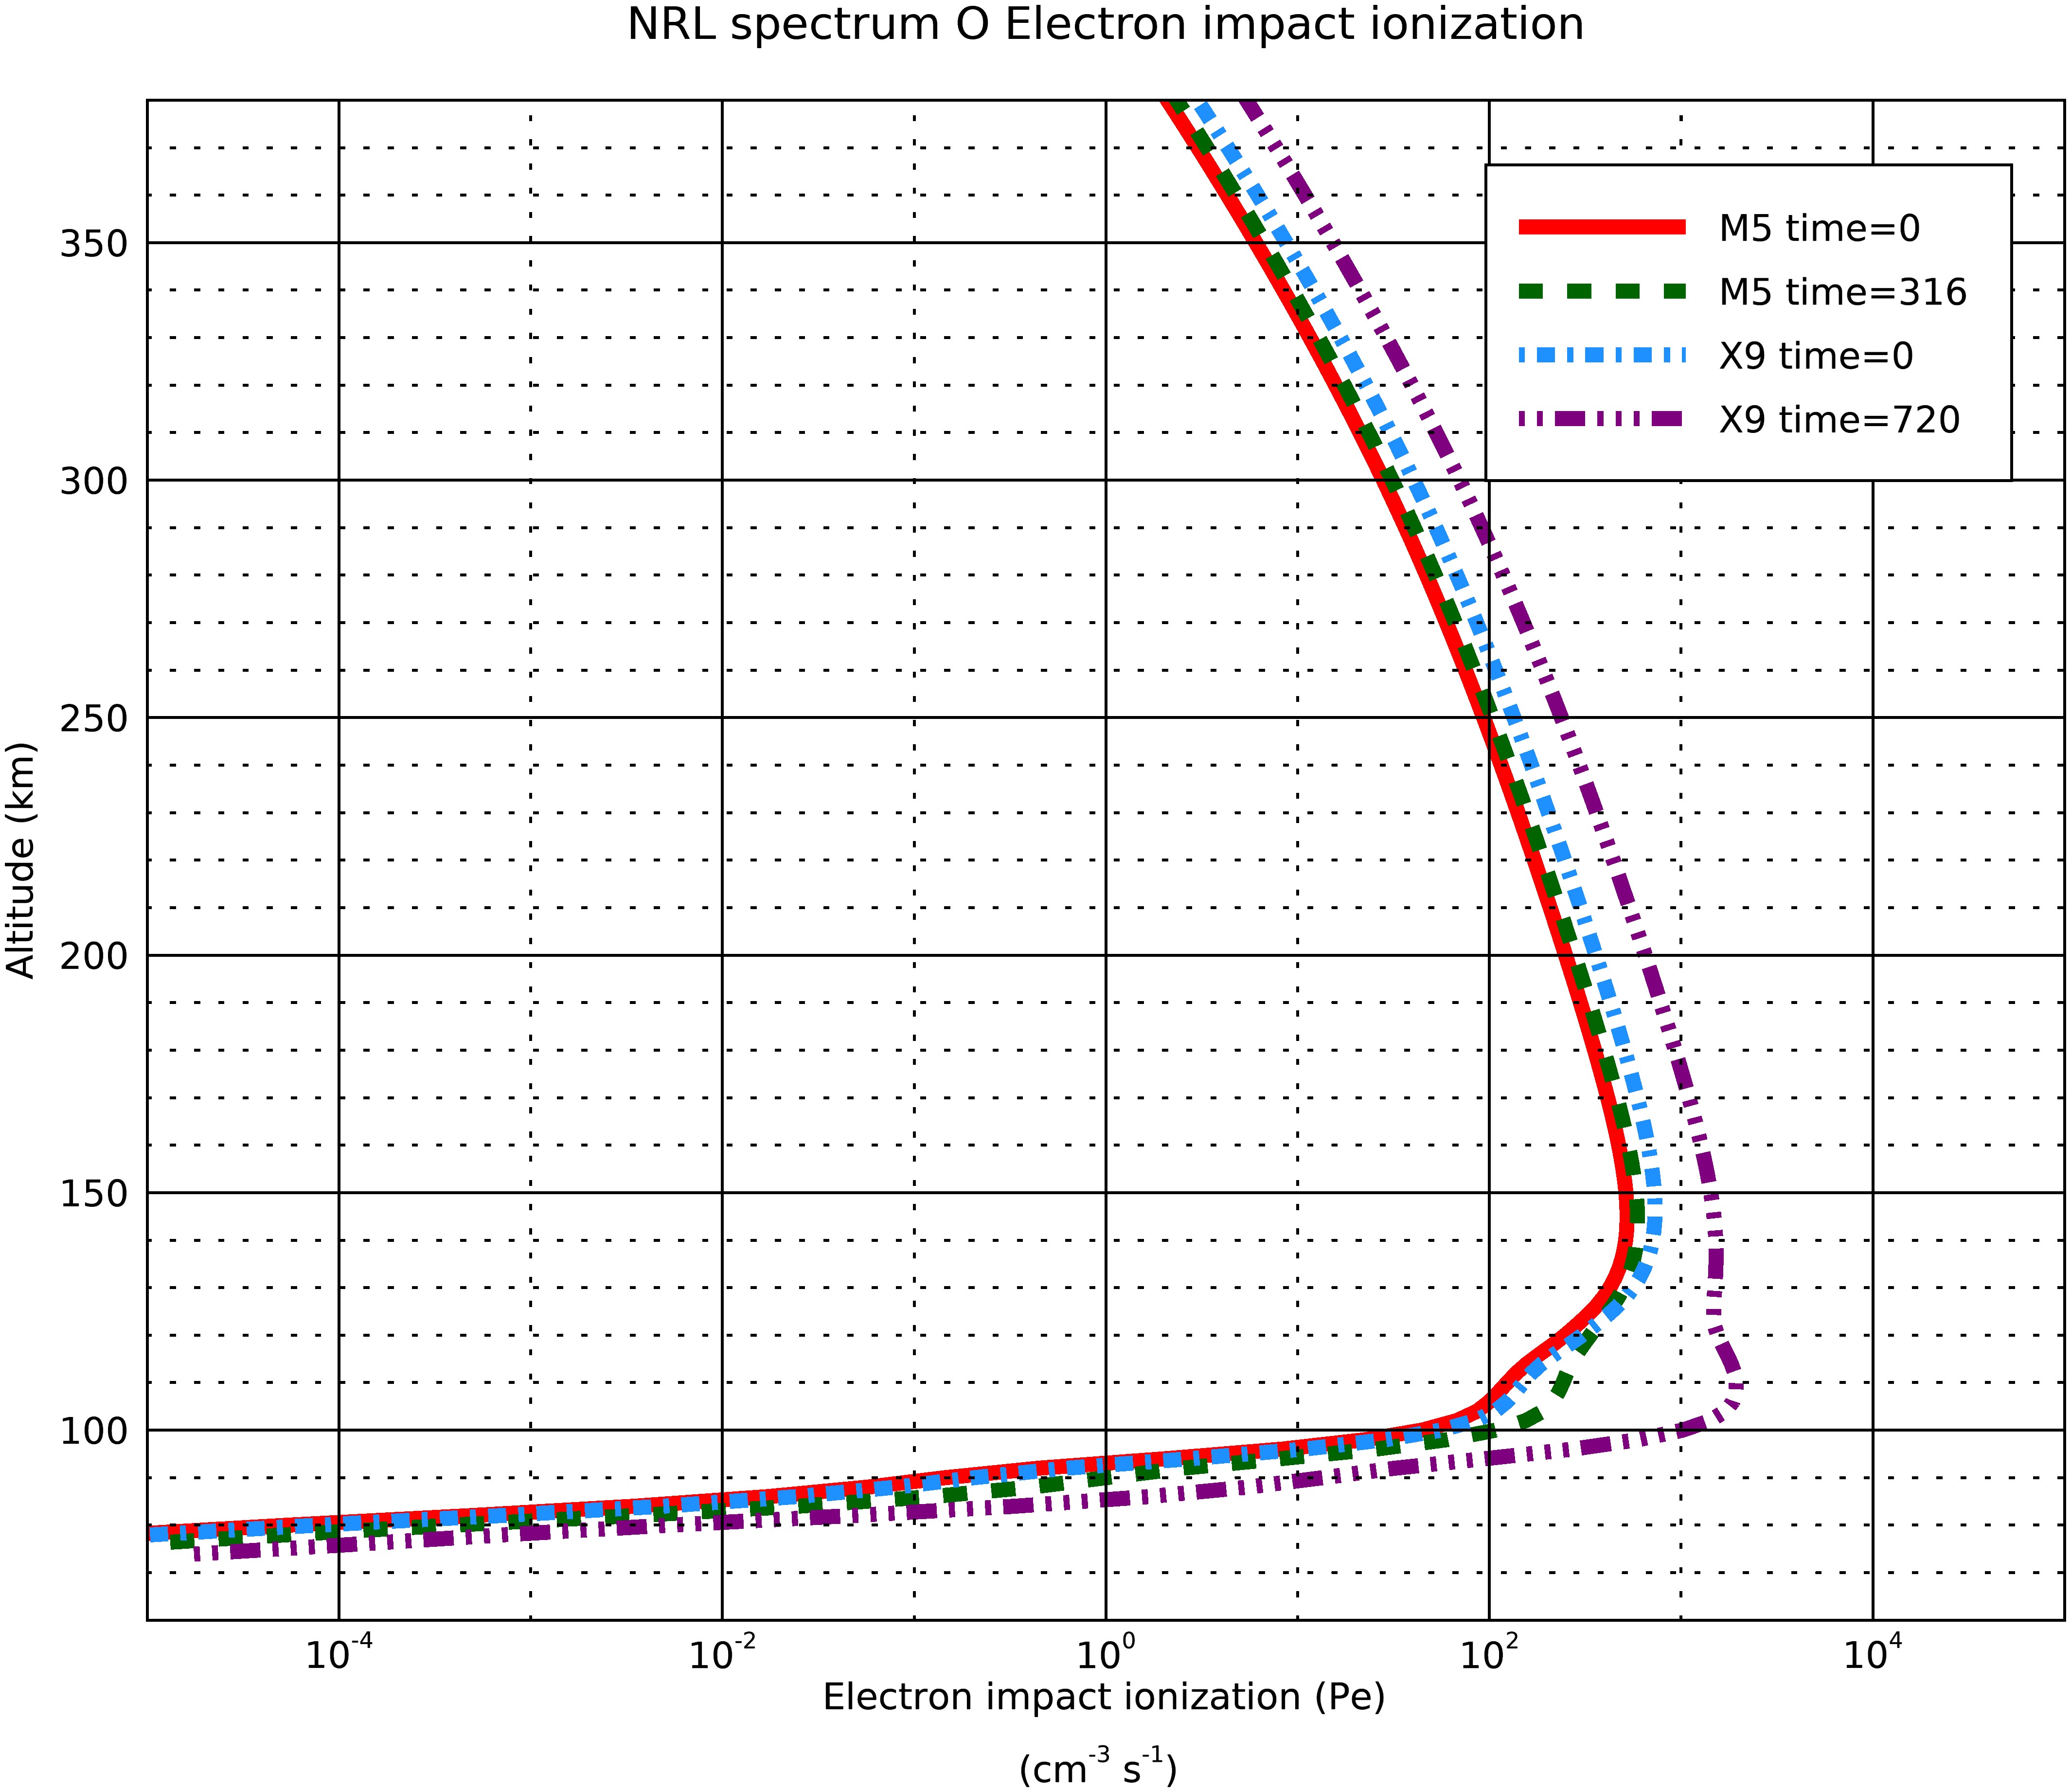 NRL spectrum O Electron impact ionization
M5 time=0
M5 time=316
X9 time=0
X9 time=720
Altitude (km)
350
300
250
200
150
100
10⁻⁴ 10⁻² 10⁰ 10² 10⁴
Electron impact ionization (Pe)
(cm⁻³ s⁻¹)